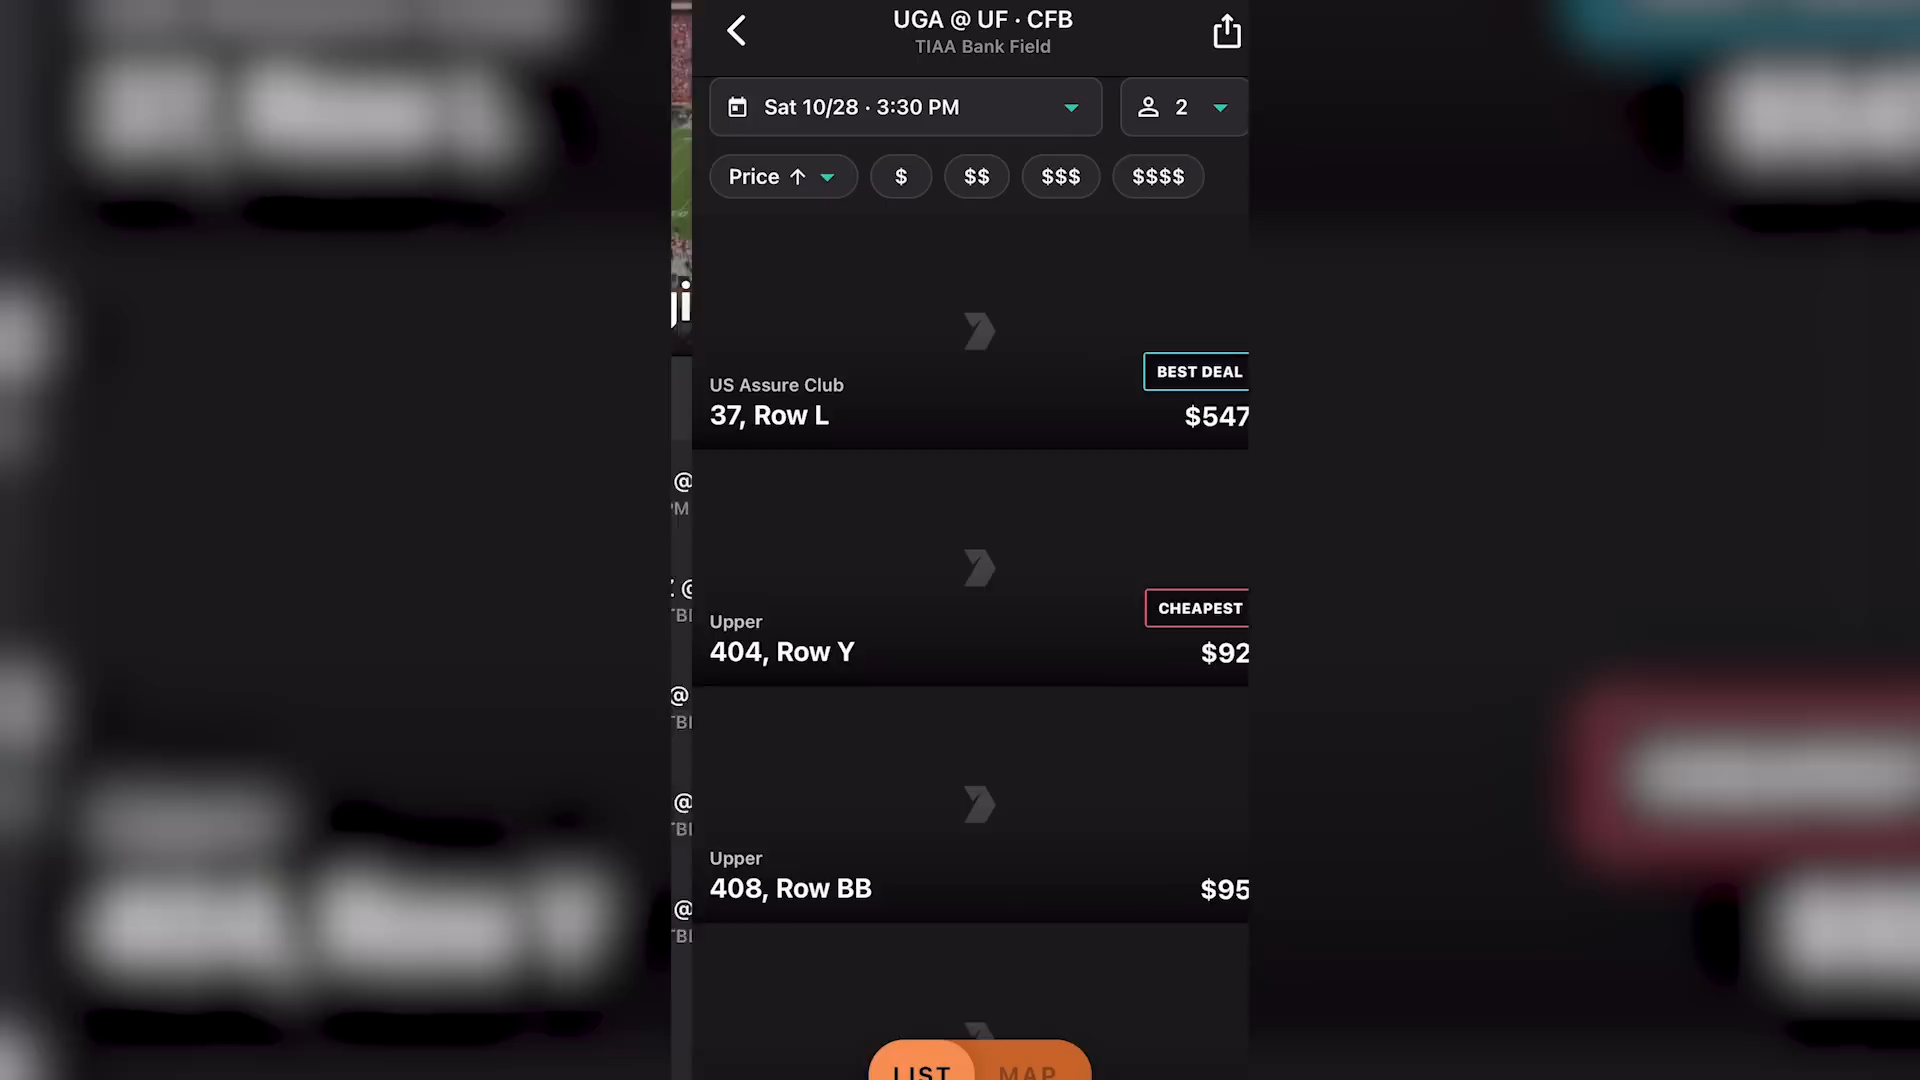 UGA @ UF · CFB
TIAA Bank Field
Sat 10/28 · 3:30 PM
2
Price ↑
$
$$
$$$
$$$$
BEST DEAL
US Assure Club
37, Row L
$547
CHEAPEST
Upper
404, Row Y
$92
Upper
408, Row BB
$95
LIST
MAP